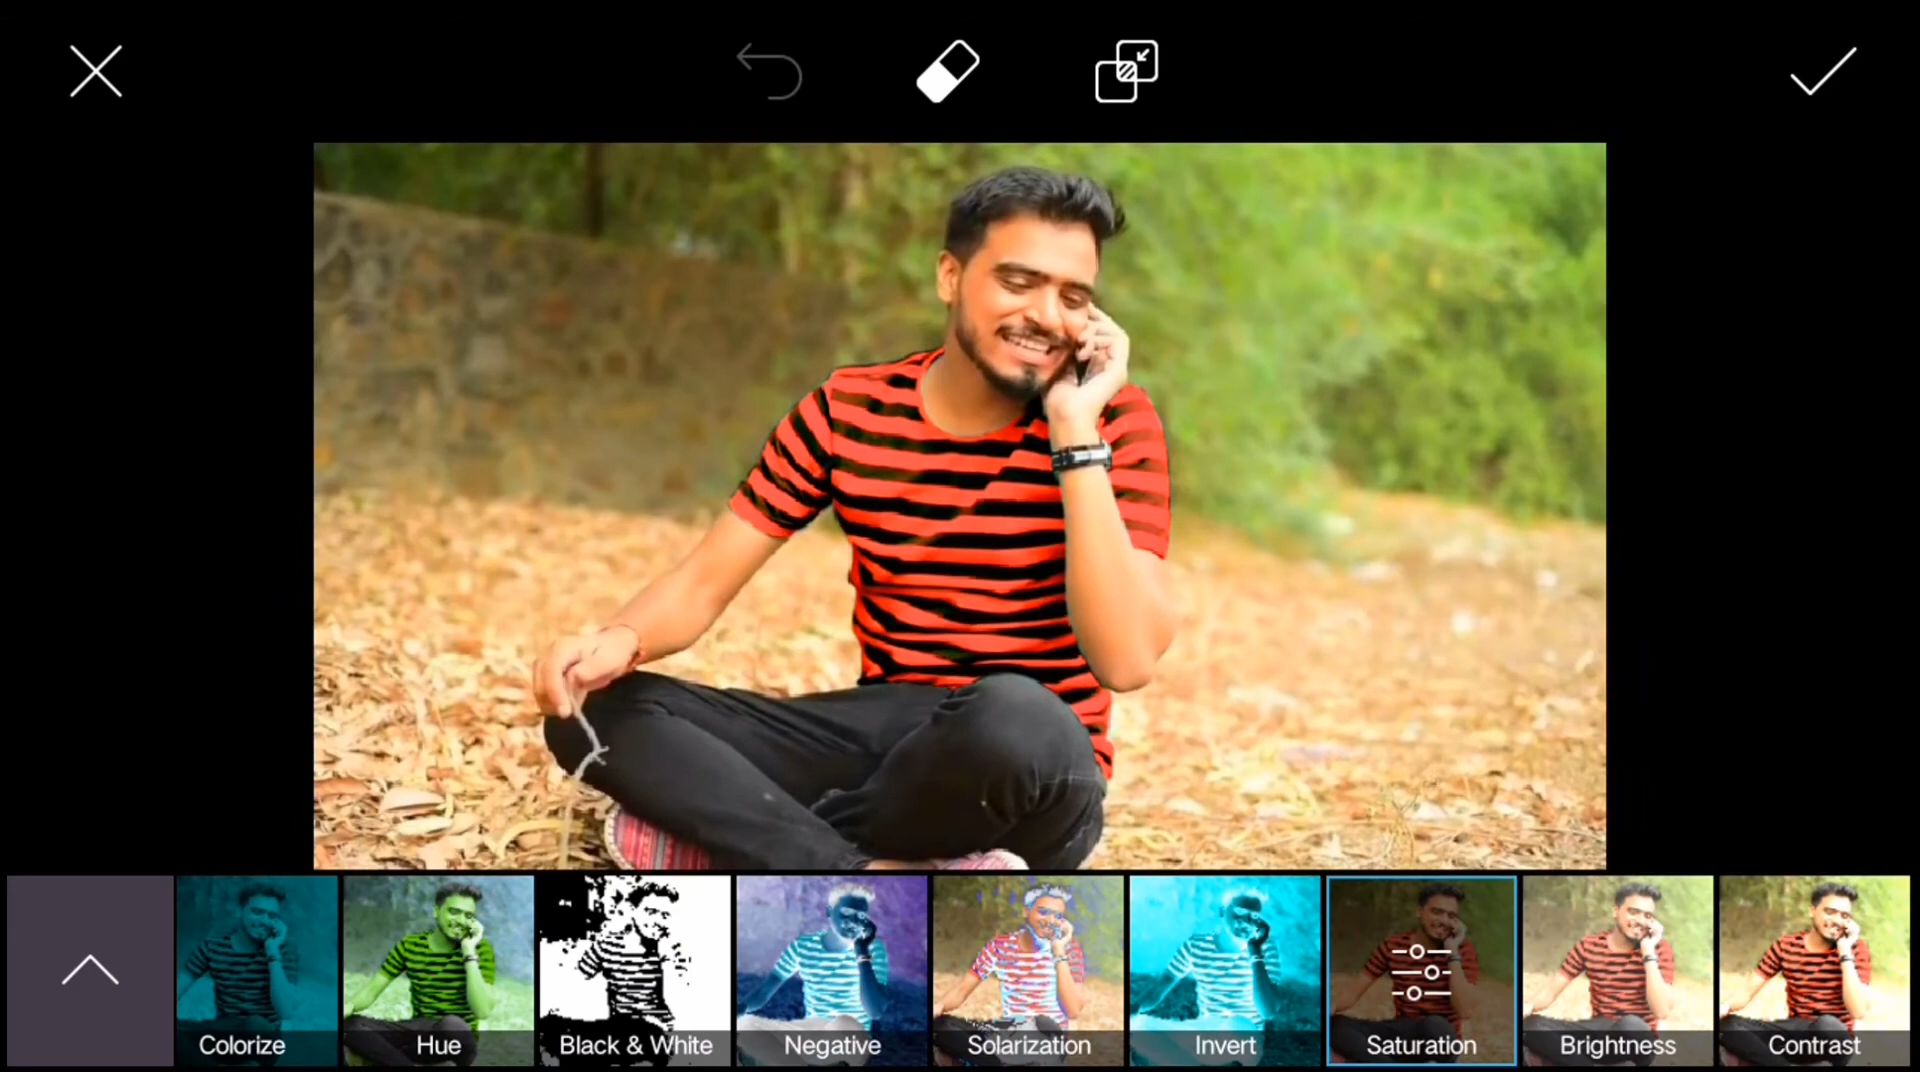 Colorize
Hue
Black & White
Negative
Solarization
Invert
Saturation
Brightness
Contrast